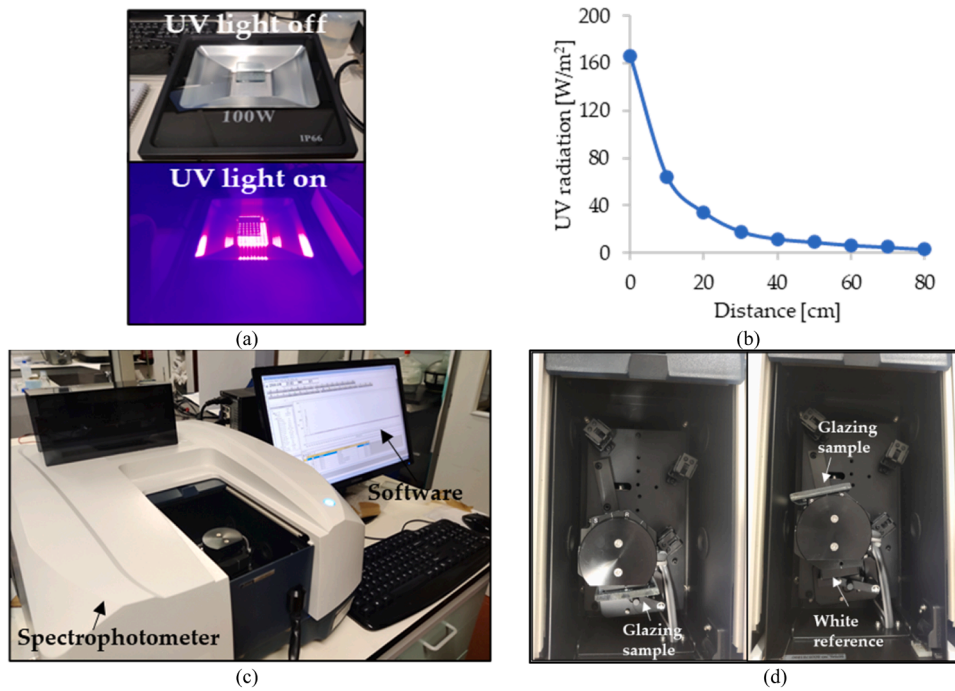 UV light off
100W
IP66
UV light on
(a)
UV radiation [W/m²]
200
160
120
80
40
0
0 20 40 60 80
Distance [cm]
(b)
Software
Spectrophotometer
(c)
Glazing
sample
Glazing
sample
White
reference
(d)